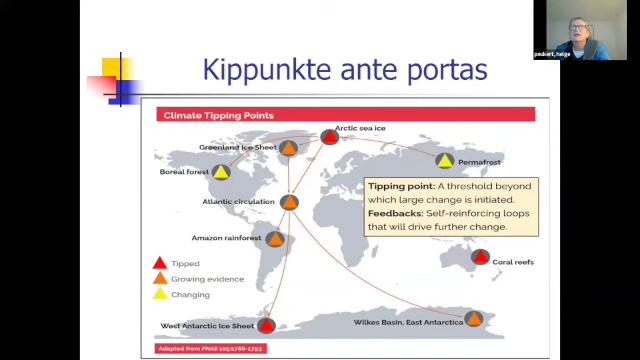 peukert, helge
Kippunkte ante portas
Climate Tipping Points
Arctic sea ice
Greenland Ice Sheet
Permafrost
Boreal forest
Tipping point: A threshold beyond
which large change is initiated.
Feedbacks: Self-reinforcing loops
that will drive further change.
Atlantic circulation
Amazon rainforest
Tipped
Coral reefs
Growing evidence
Changing
West Antarctic Ice Sheet
Wilkes Basin, East Antarctica
Adapted from PNAS 105:1786-1793